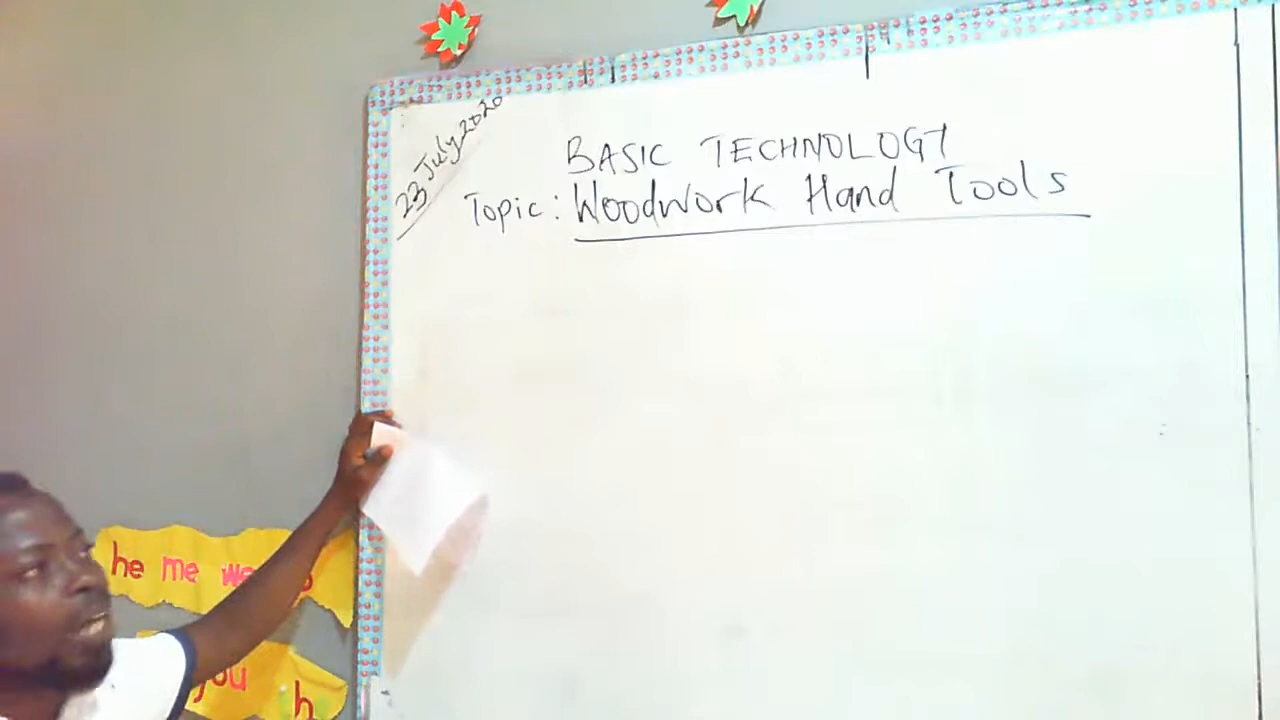 23 July 2020
BASIC TECHNOLOGY
Topic: Woodwork Hand Tools
he me we
you
h